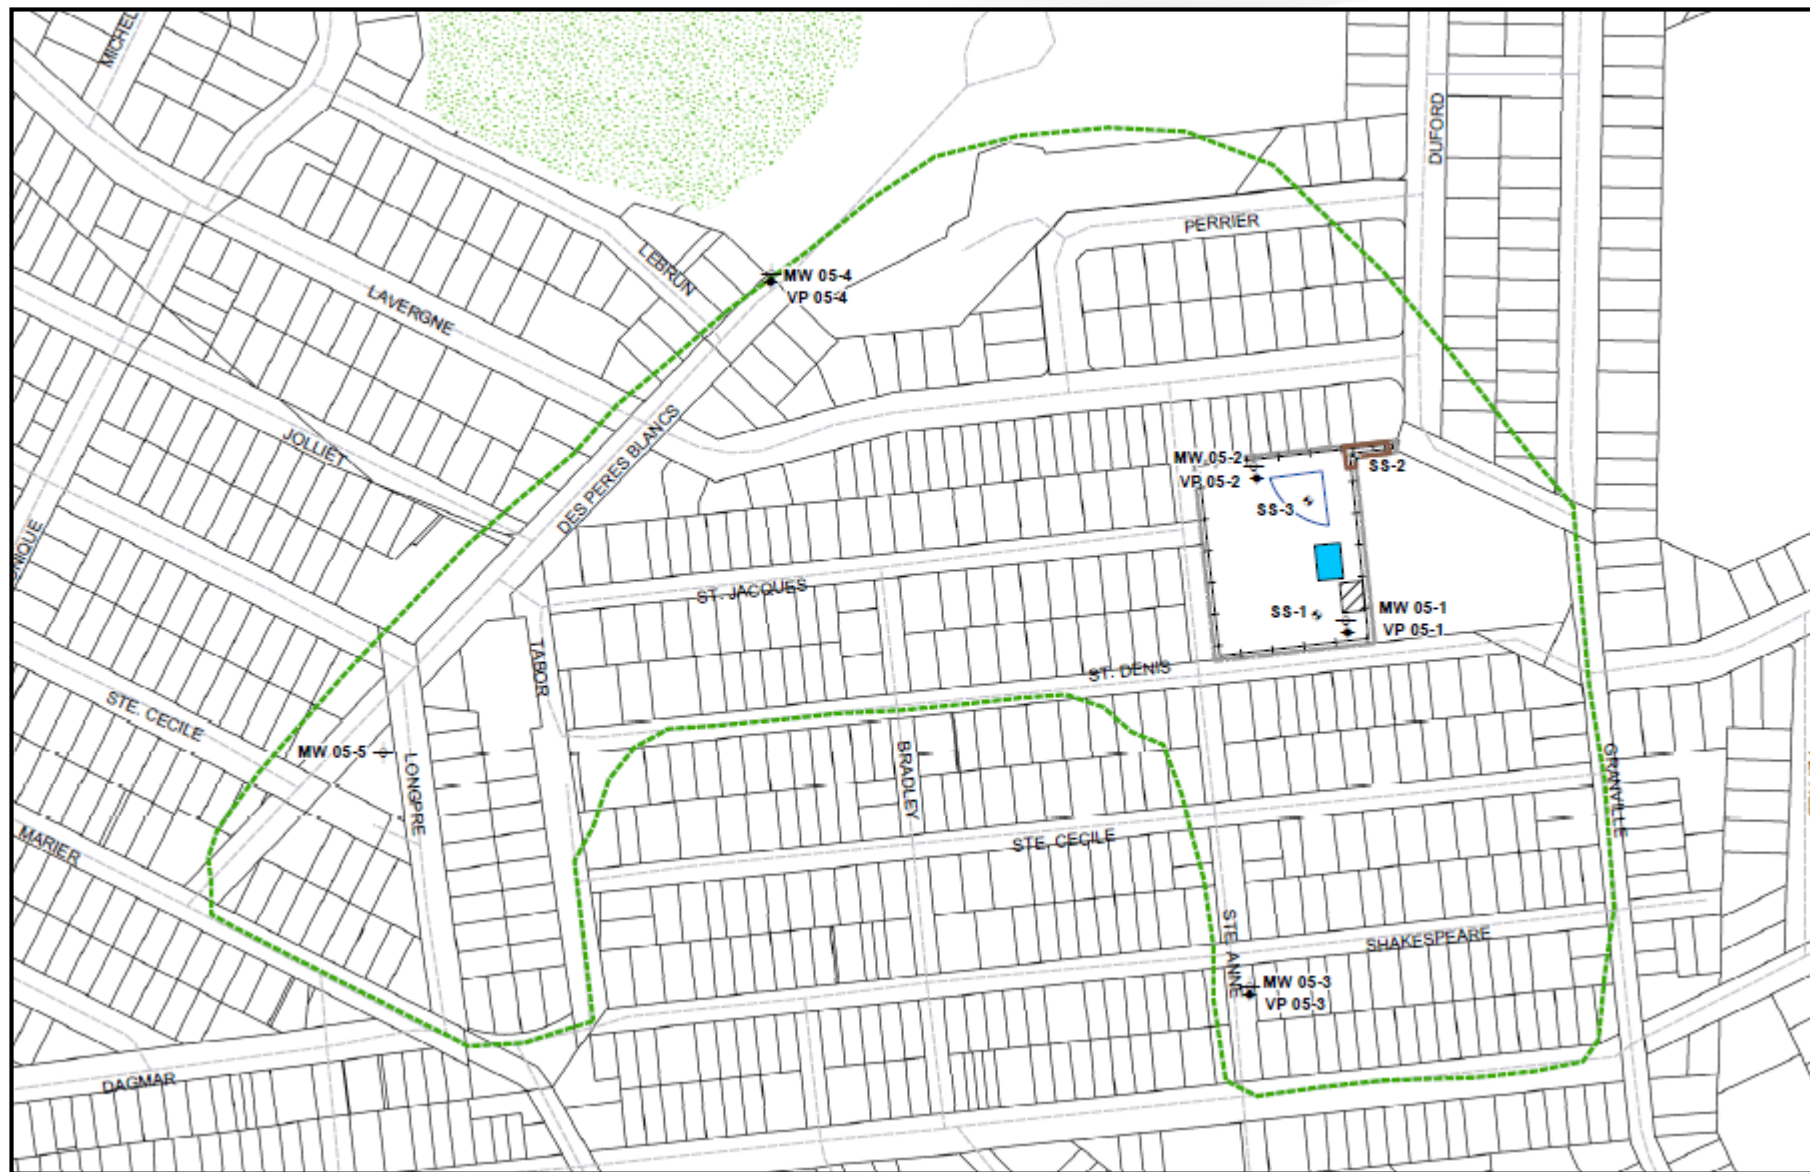 MICHEL
DUFORD
PERRIER
LEBRUN
MW 05-4
VP 05-4
LAVERGNE
DES PERES BLANCS
JOLLIET
MW 05-2
VP 05-2
SS-2
SS-3
NIQUE
ST. JACQUES
SS-1
MW 05-1
VP 05-1
TABOR
ST. DENIS
STE. CECILE
MW 05-5
LONGPRE
BRADLEY
GRANVILLE
MARIER
STE. CECILE
STE. ANNE
SHAKESPEARE
MW 05-3
VP 05-3
DAGMAR